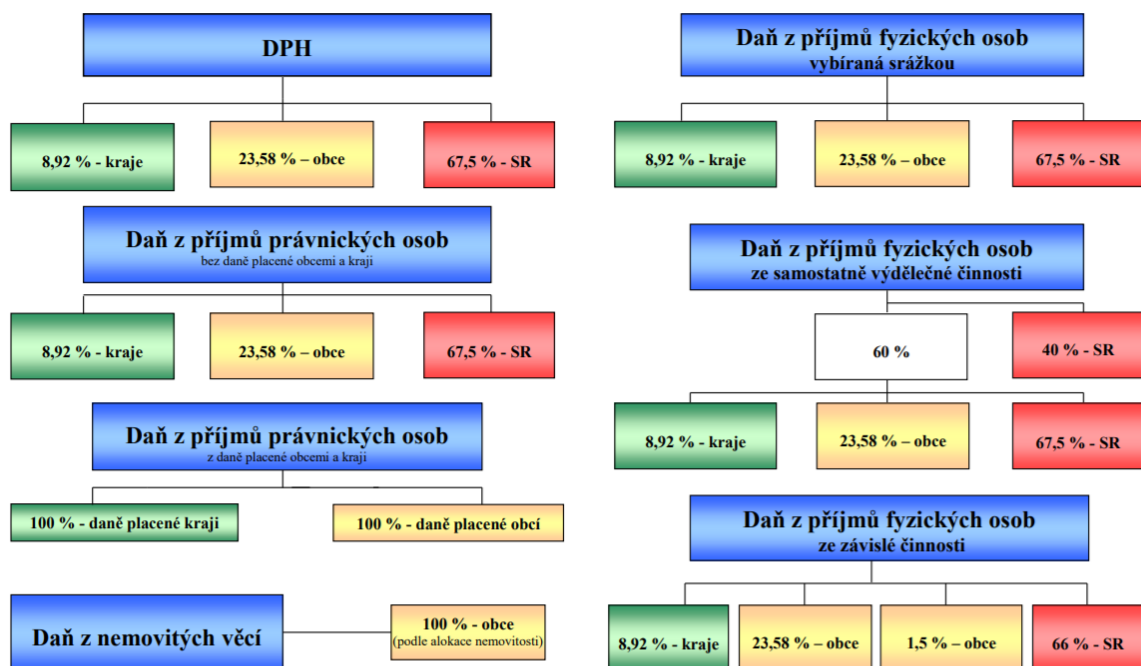 DPH
8,92 % - kraje
23,58 % – obce
67,5 % - SR
Daň z příjmů právnických osob
bez daně placené obcemi a kraji
8,92 % - kraje
23,58 % – obce
67,5 % - SR
Daň z příjmů právnických osob
z daně placené obcemi a kraji
100 % - daně placené kraji
100 % - daně placené obcí
Daň z nemovitých věcí
100 % - obce
(podle alokace nemovitosti)
Daň z příjmů fyzických osob
vybíraná srážkou
8,92 % - kraje
23,58 % – obce
67,5 % - SR
Daň z příjmů fyzických osob
ze samostatně výdělečné činnosti
60 %
40 % - SR
8,92 % - kraje
23,58 % – obce
67,5 % - SR
Daň z příjmů fyzických osob
ze závislé činnosti
8,92 % - kraje
23,58 % – obce
1,5 % – obce
66 % - SR